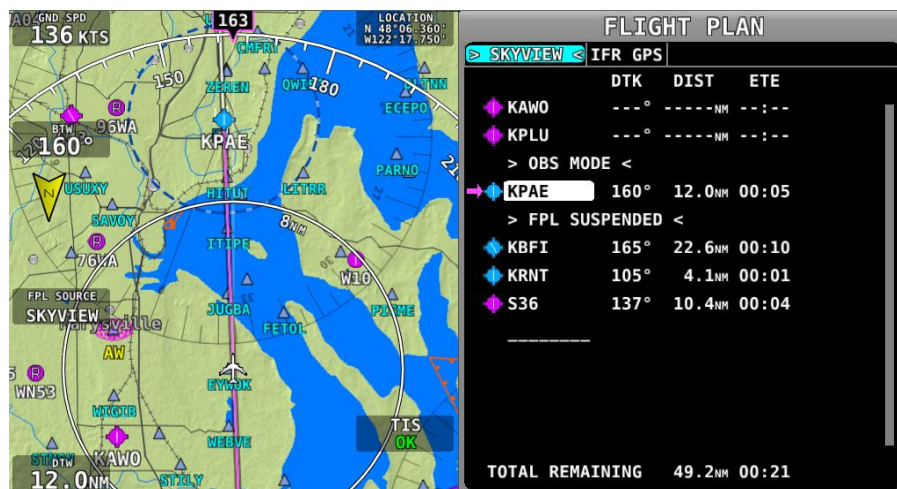 GND SPD
136 KTS
163
LOCATION
N 48°06.360'
W122°17.750'
CMFRY
150
ZEREN
180
ECEPO
96WA
BTW
160°
KPAE
PARNO
N
USUXY
HITUT
LITRR
SAVOY
8NM
ITIPE
76WA
W10
FPL SOURCE
SKYVIEW
JUGBA
FETOL
AW
EYWOK
WN53
WIGIB
TIS
OK
WEBVE
KAWO
DTW
12.0NM
STILY
FLIGHT PLAN
> SKYVIEW < IFR GPS
DTK DIST ETE
KAWO ---° -----NM --:--
KPLU ---° -----NM --:--
> OBS MODE <
KPAE 160° 12.0NM 00:05
> FPL SUSPENDED <
KBFI 165° 22.6NM 00:10
KRNT 105° 4.1NM 00:01
S36 137° 10.4NM 00:04
________
TOTAL REMAINING 49.2NM 00:21